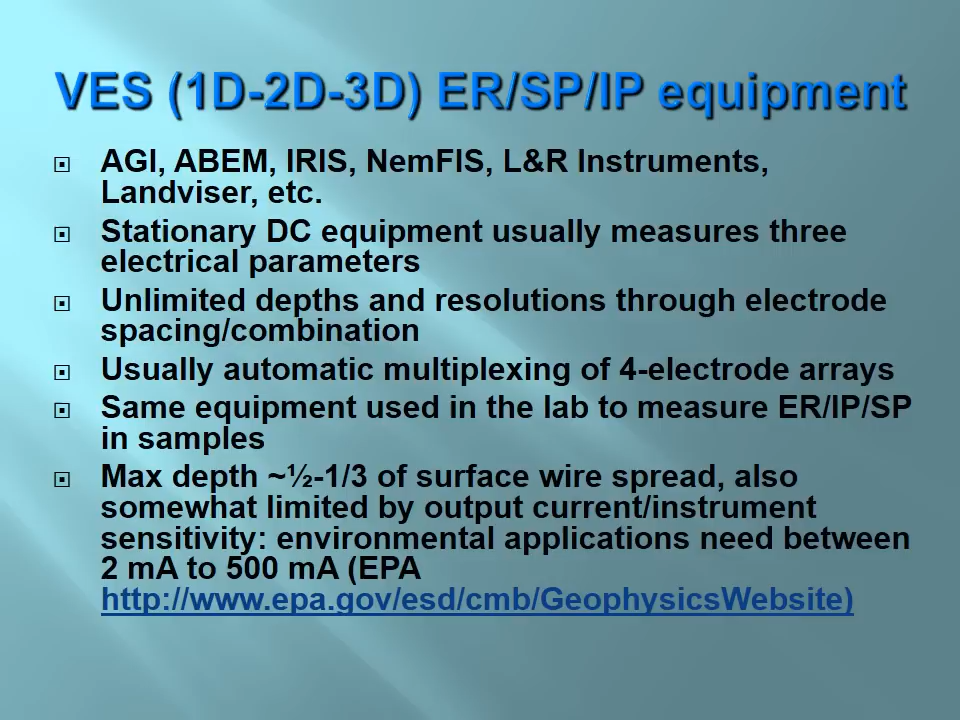 VES (1D-2D-3D) ER/SP/IP equipment
AGI, ABEM, IRIS, NemFIS, L&R Instruments,
Landviser, etc.
Stationary DC equipment usually measures three
electrical parameters
Unlimited depths and resolutions through electrode
spacing/combination
Usually automatic multiplexing of 4-electrode arrays
Same equipment used in the lab to measure ER/IP/SP
in samples
Max depth ~½-1/3 of surface wire spread, also
somewhat limited by output current/instrument
sensitivity: environmental applications need between
2 mA to 500 mA (EPA
http://www.epa.gov/esd/cmb/GeophysicsWebsite)